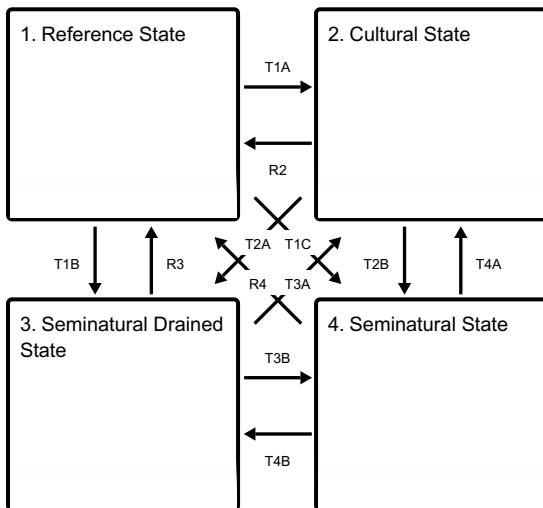 1. Reference State
2. Cultural State
T1A
R2
T2A
T1C
T1B
R3
T2B
T4A
R4
T3A
3. Seminatural Drained
State
4. Seminatural State
T3B
T4B